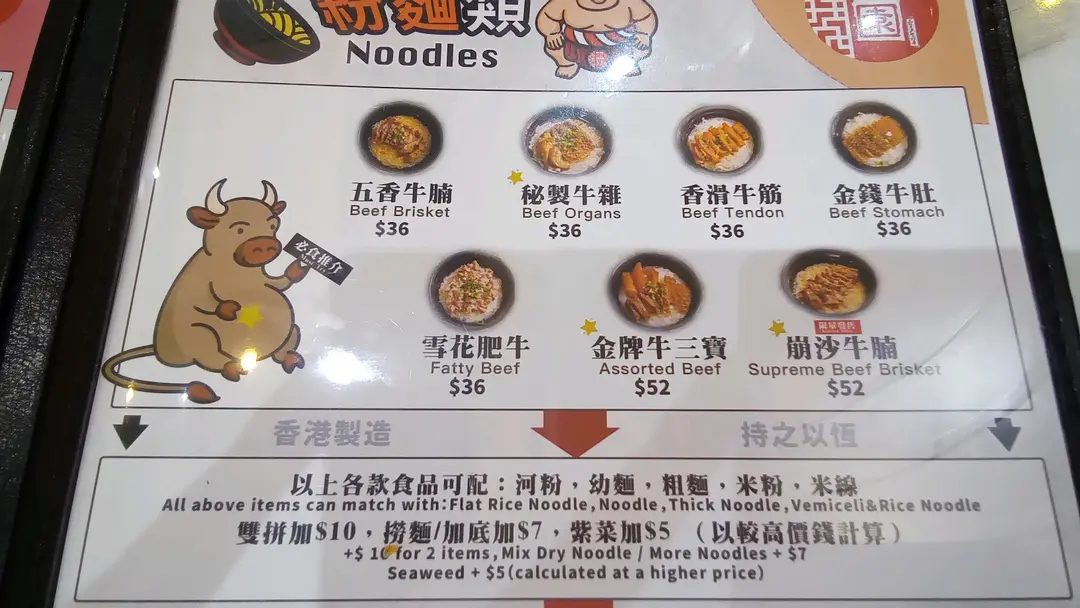 粉麵類
Noodles
五香牛腩
Beef Brisket
$36
秘製牛雜
Beef Organs
$36
香滑牛筋
Beef Tendon
$36
金錢牛肚
Beef Stomach
$36
必食推介
Must Try
雪花肥牛
Fatty Beef
$36
金牌牛三寶
Assorted Beef
$52
限量發售
崩沙牛腩
Supreme Beef Brisket
$52
香港製造
持之以恆
以上各款食品可配：河粉，幼麵，粗麵，米粉，米線
All above items can match with:Flat Rice Noodle,Noodle,Thick Noodle,Vemiceli&Rice Noodle
雙拼加$10，撈麵/加底加$7，紫菜加$5 （以較高價錢計算）
+$ 10 for 2 items,Mix Dry Noodle / More Noodles + $7
Seaweed + $5(calculated at a higher price)